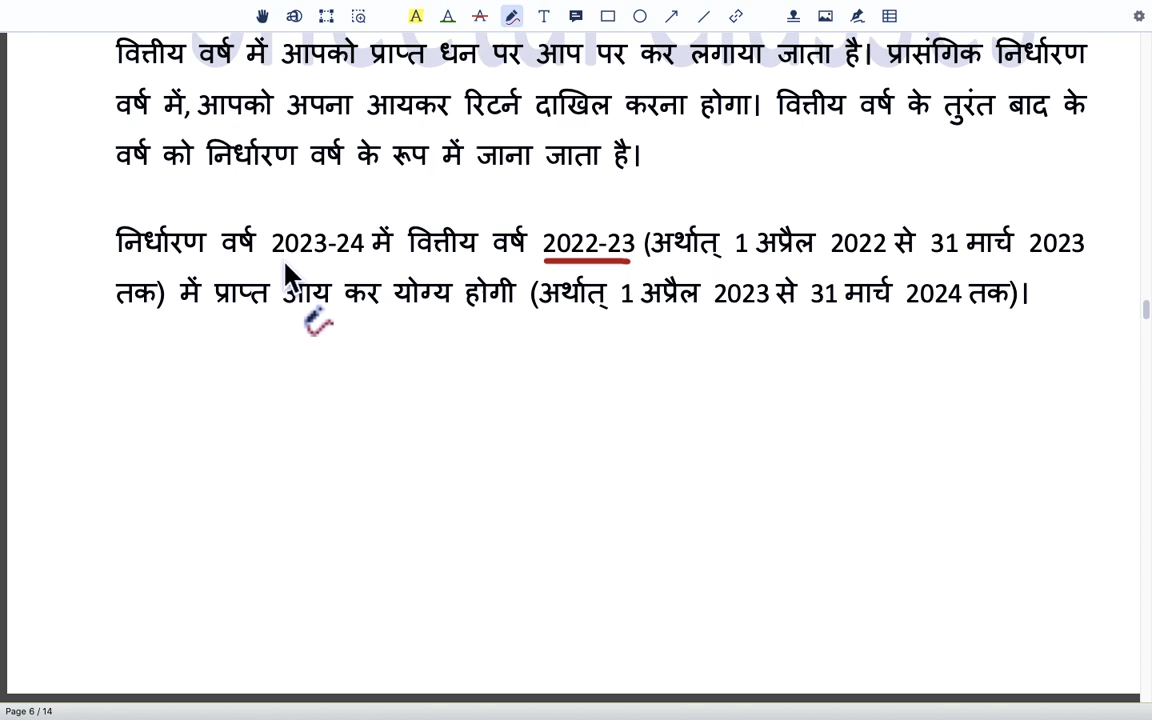 वित्तीय वर्ष में आपको प्राप्त धन पर आप पर कर लगाया जाता है। प्रासंगिक निर्धारण
वर्ष में, आपको अपना आयकर रिटर्न दाखिल करना होगा। वित्तीय वर्ष के तुरंत बाद के
वर्ष को निर्धारण वर्ष के रूप में जाना जाता है।
निर्धारण वर्ष 2023-24 में वित्तीय वर्ष 2022-23 (अर्थात् 1 अप्रैल 2022 से 31 मार्च 2023
तक) में प्राप्त आय कर योग्य होगी (अर्थात् 1 अप्रैल 2023 से 31 मार्च 2024 तक)।
Page 6 / 14